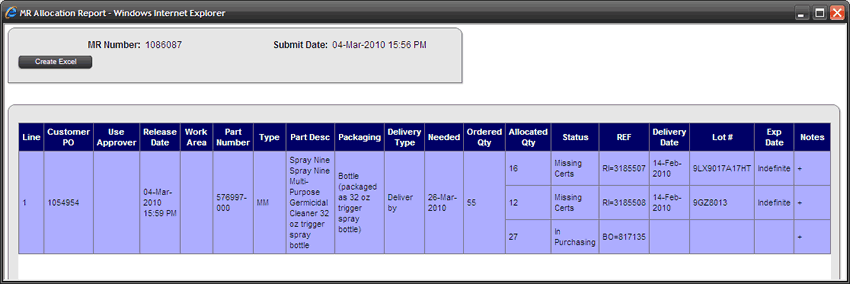 MR Allocation Report - Windows Internet Explorer
MR Number: 1086087 Submit Date: 04-Mar-2010 15:56 PM
Create Excel
Line Customer PO Use Approver Release Date Work Area Part Number Type Part Desc Packaging Delivery Type Needed Ordered Qty Allocated Qty Status REF Delivery Date Lot # Exp Date Notes
1 1054954 04-Mar-2010 15:59 PM 576997-000 MM Spray Nine Spray Nine Multi-Purpose Germicidal Cleaner 32 oz trigger spray bottle Bottle (packaged as 32 oz trigger spray bottle) Deliver by 26-Mar-2010 55
16 Missing Certs RI=3185507 14-Feb-2010 9LX9017A17HT Indefinite +
12 Missing Certs RI=3185508 14-Feb-2010 9GZ8013 Indefinite +
27 In Purchasing BO=817135 +